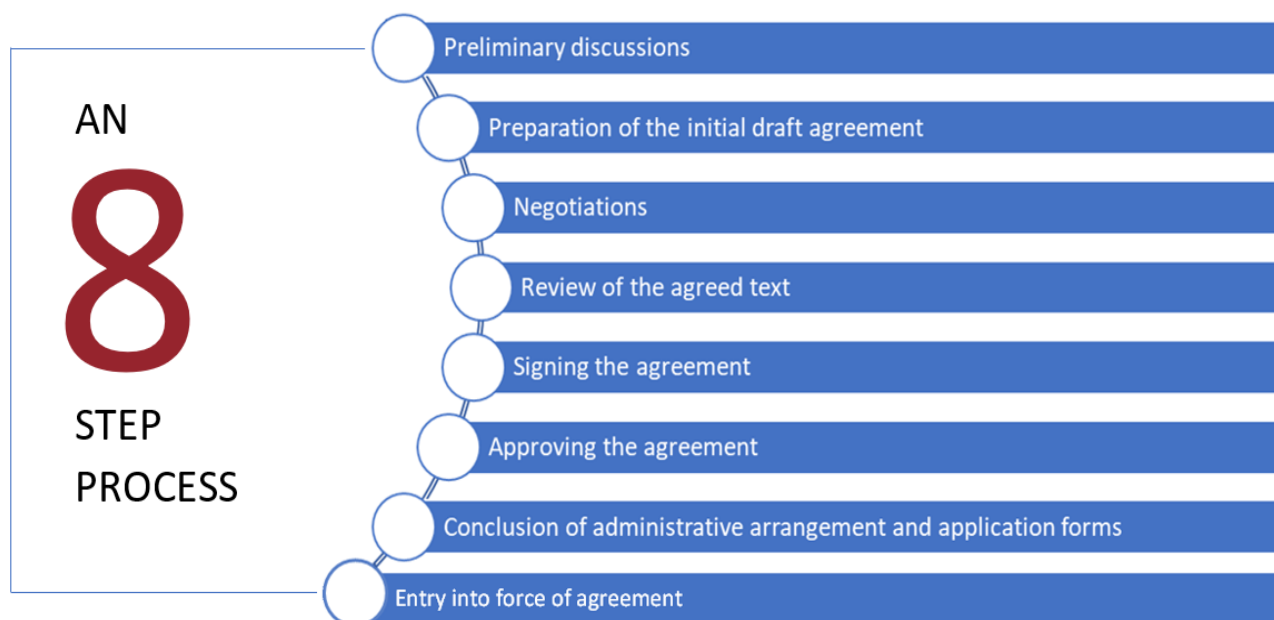 AN
8
STEP
PROCESS
Preliminary discussions
Preparation of the initial draft agreement
Negotiations
Review of the agreed text
Signing the agreement
Approving the agreement
Conclusion of administrative arrangement and application forms
Entry into force of agreement